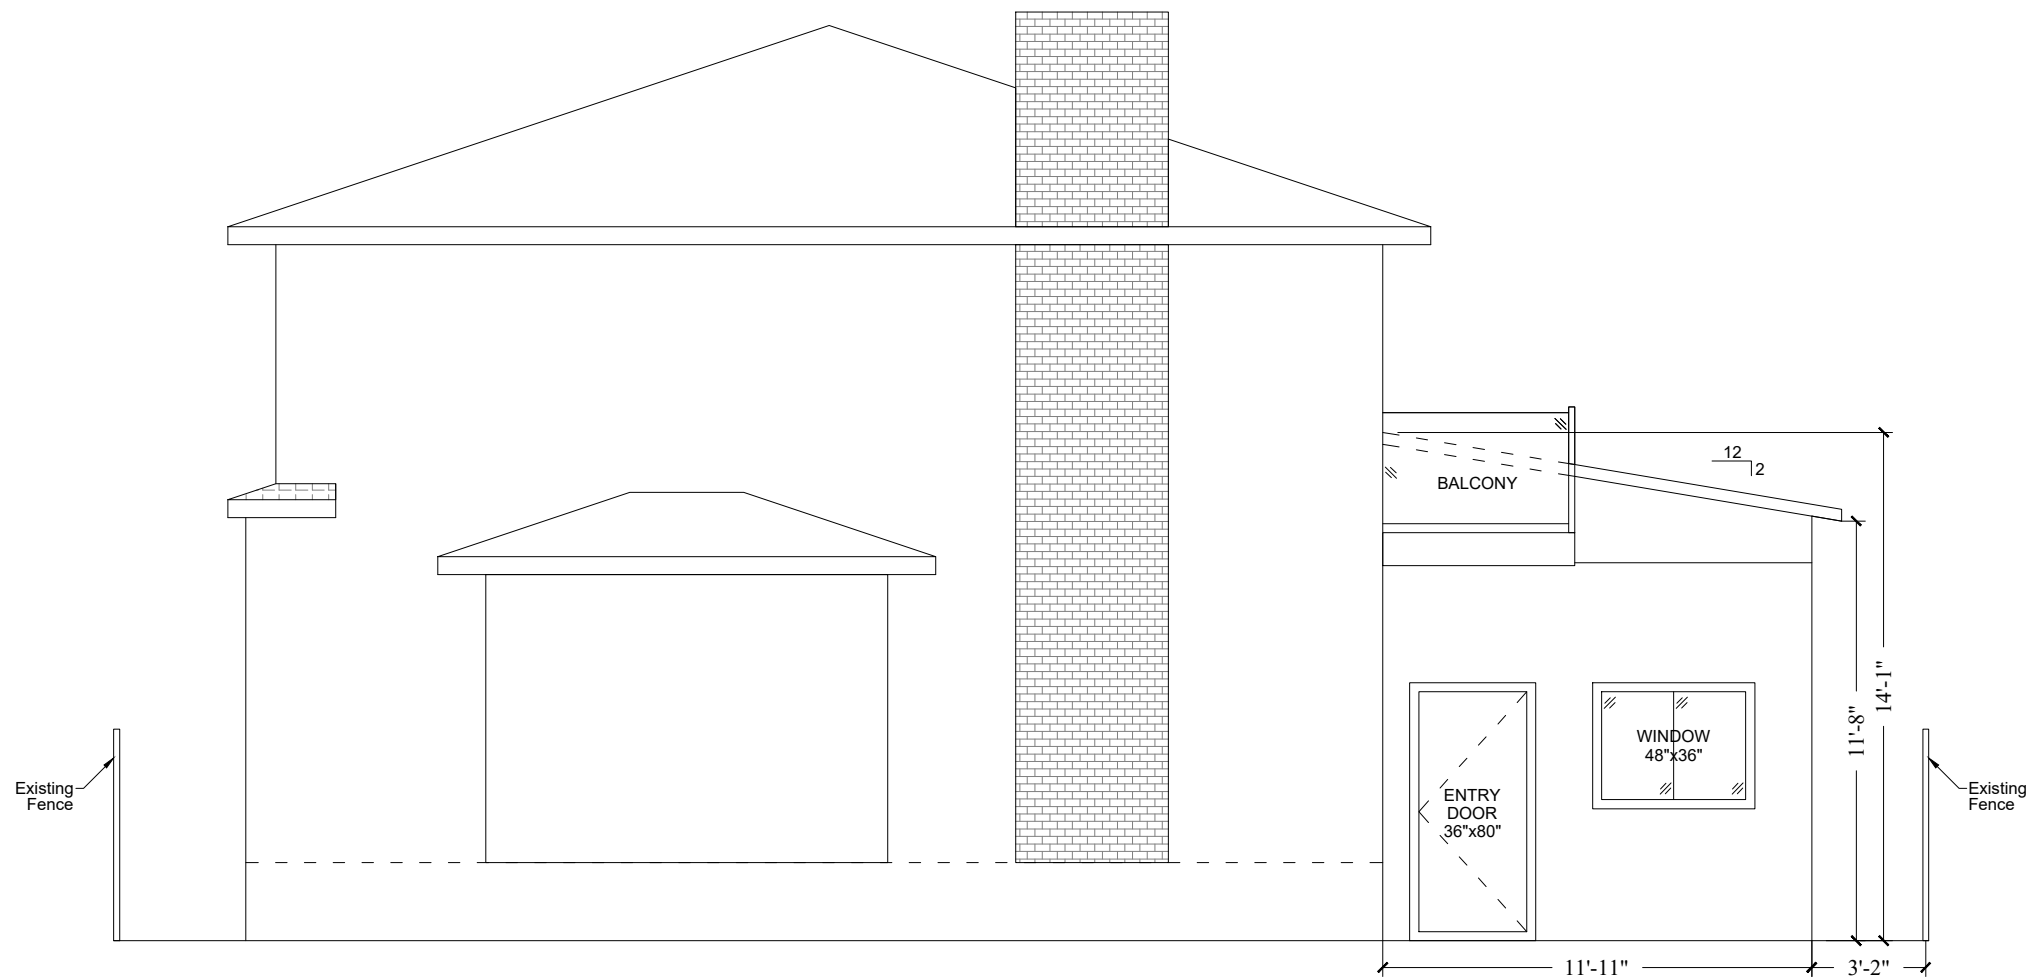 12
2
BALCONY
14'-1"
11'-8"
WINDOW
48"x36"
Existing
Fence
ENTRY
DOOR
36"x80"
Existing
Fence
11'-11"
3'-2"